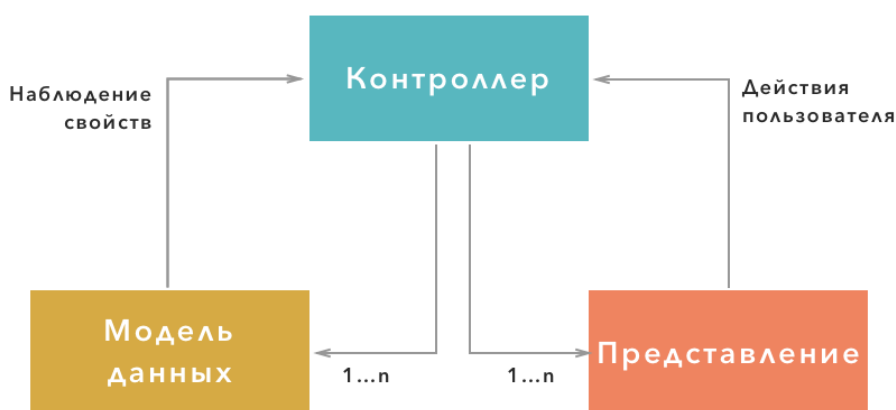 Контроллер
Наблюдение
свойств
Действия
пользователя
Модель
данных
1...n
1...n
Представление